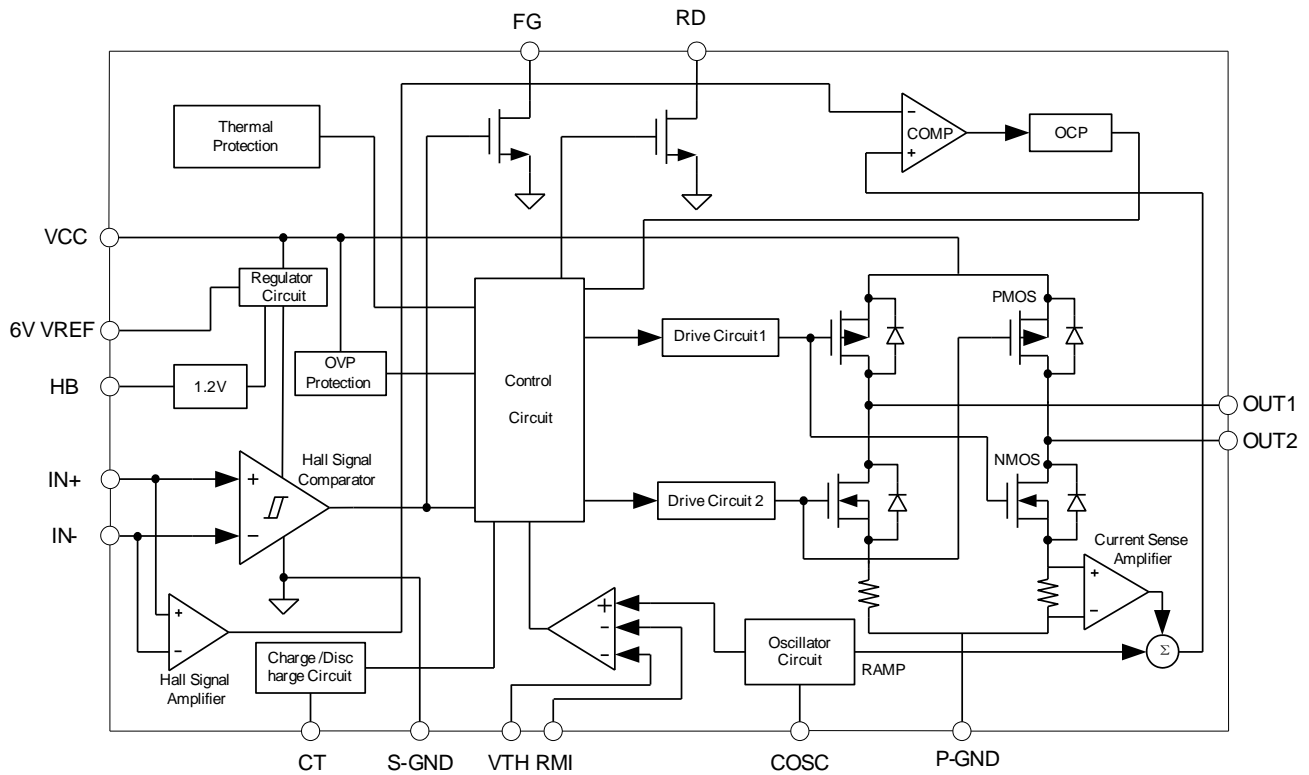 FG
RD
Thermal
Protection
−
COMP
+
OCP
VCC
Regulator
Circuit
PMOS
6V VREF
OVP
Protection
Drive Circuit1
HB
1.2V
Control
Circuit
OUT1
OUT2
IN+
Hall Signal
Comparator
NMOS
+
Drive Circuit 2
IN-
−
Current Sense
Amplifier
+
−
+
−
Hall Signal
Amplifier
Charge /Disc
harge Circuit
+
−
−
Oscillator
Circuit
RAMP
Σ
CT
S-GND
VTH
RMI
COSC
P-GND